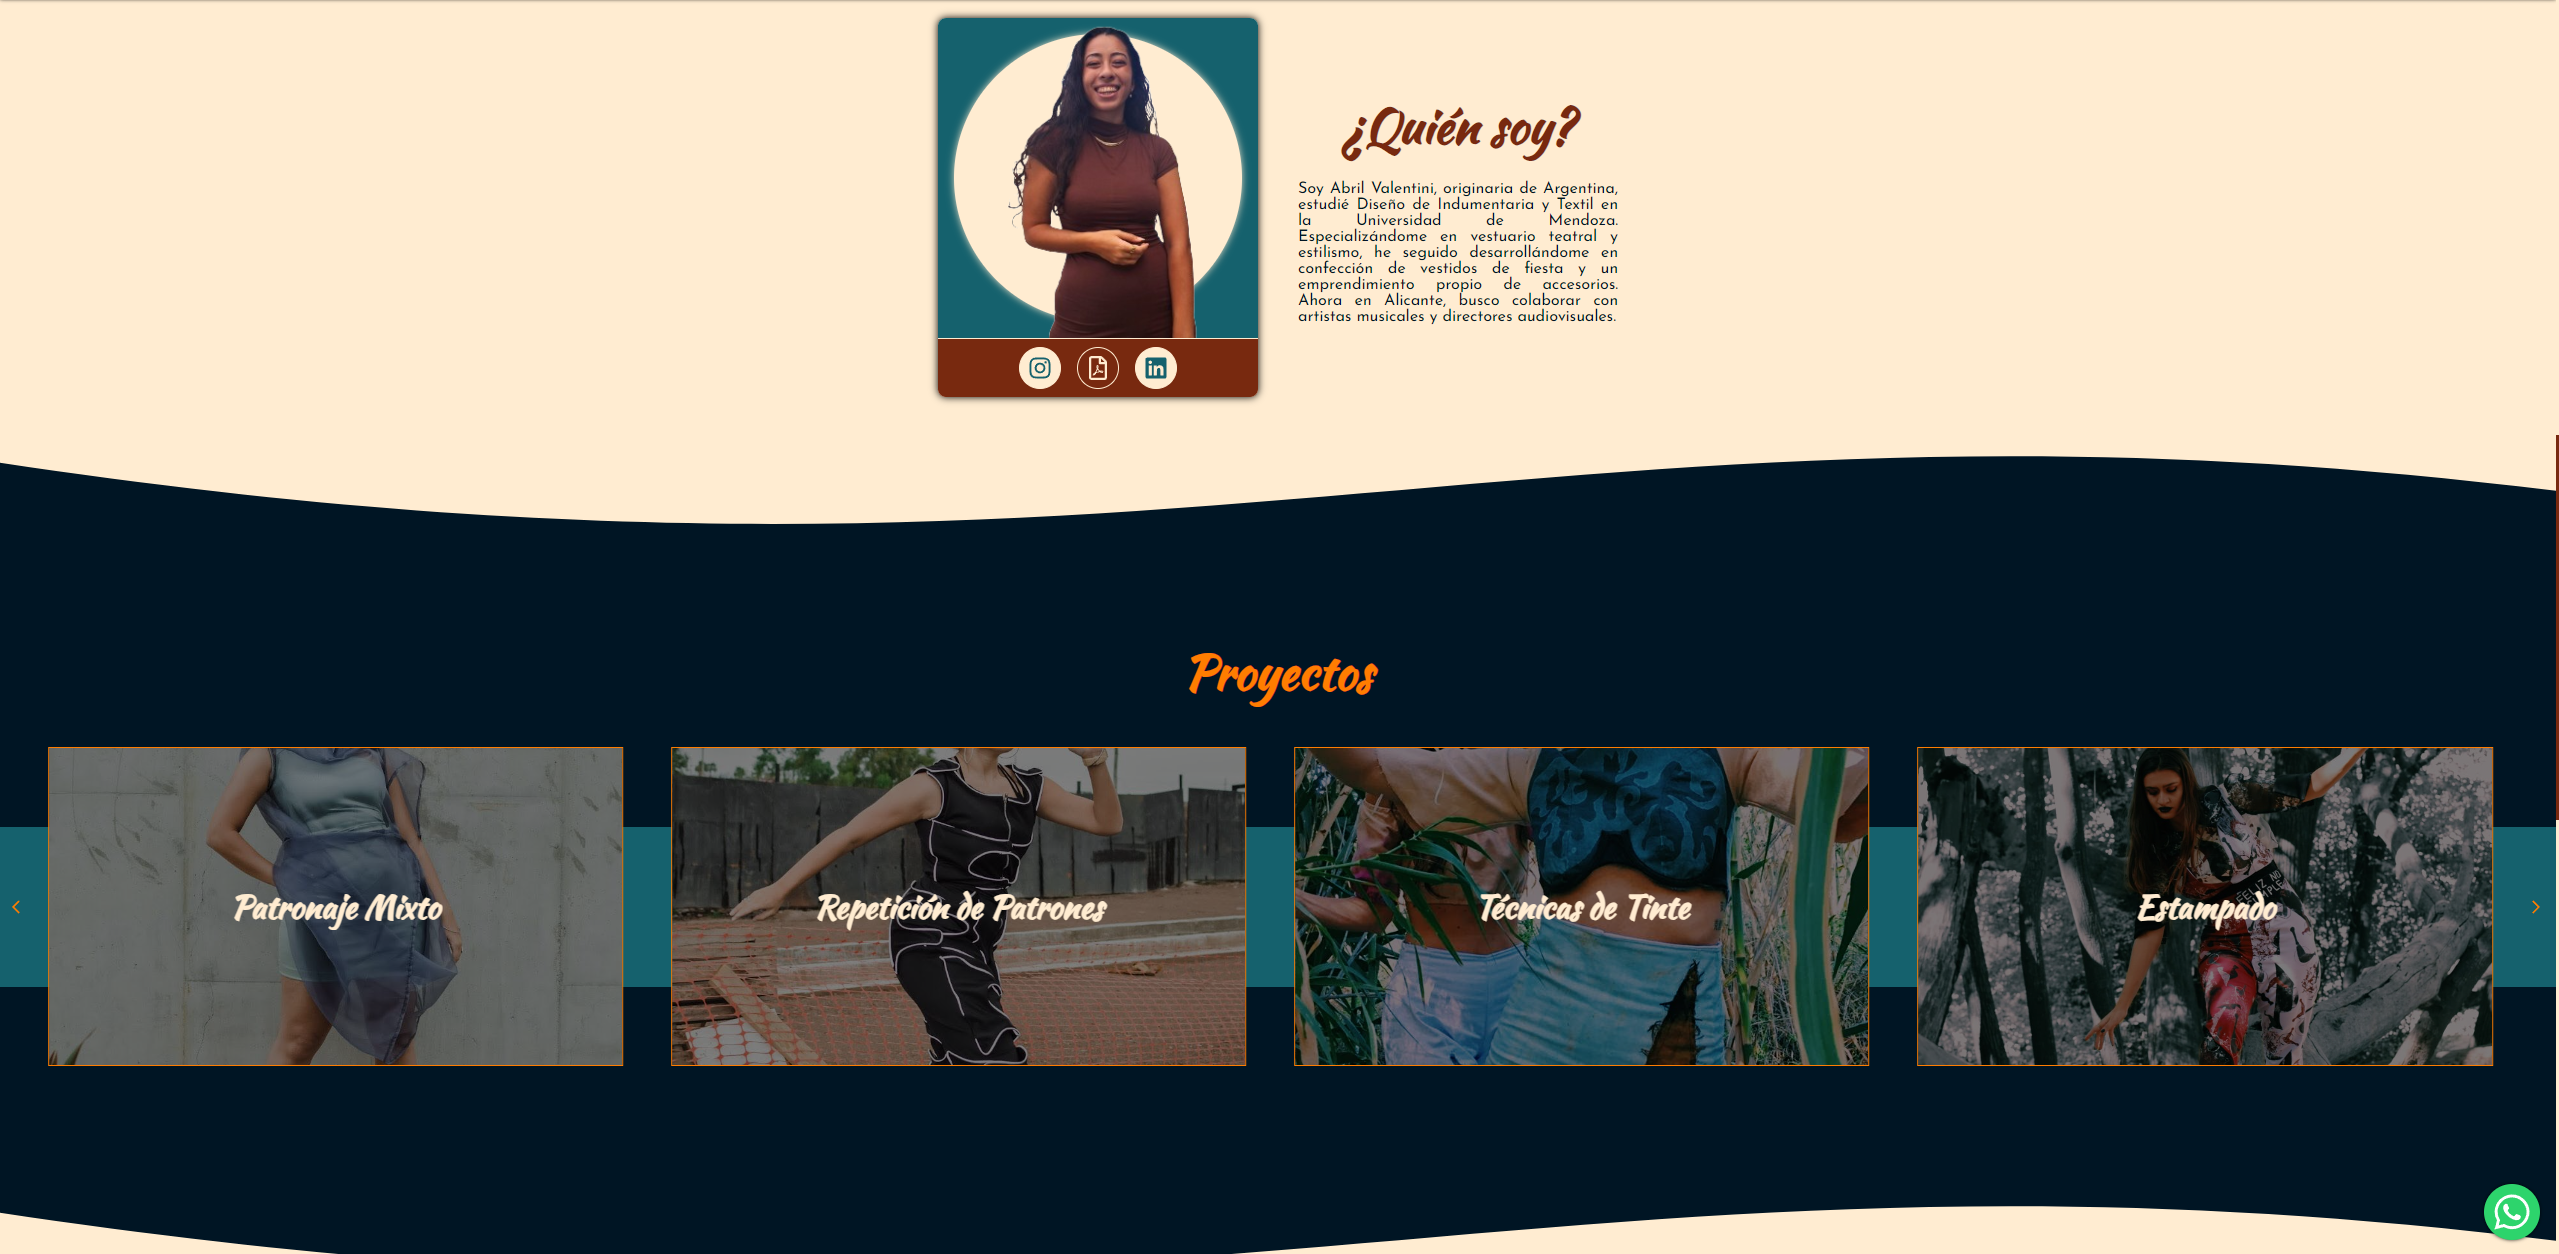 ¿Quién soy?
Soy Abril Valentini, originaria de Argentina,
estudié Diseño de Indumentaria y Textil en
la Universidad de Mendoza.
Especializándome en vestuario teatral y
estilismo, he seguido desarrollándome en
confección de vestidos de fiesta y un
emprendimiento propio de accesorios.
Ahora en Alicante, busco colaborar con
artistas musicales y directores audiovisuales.
in
Proyectos
Patronaje Mixto
Repetición de Patrones
Técnicas de Tinte
FELIZ NO
Estampado